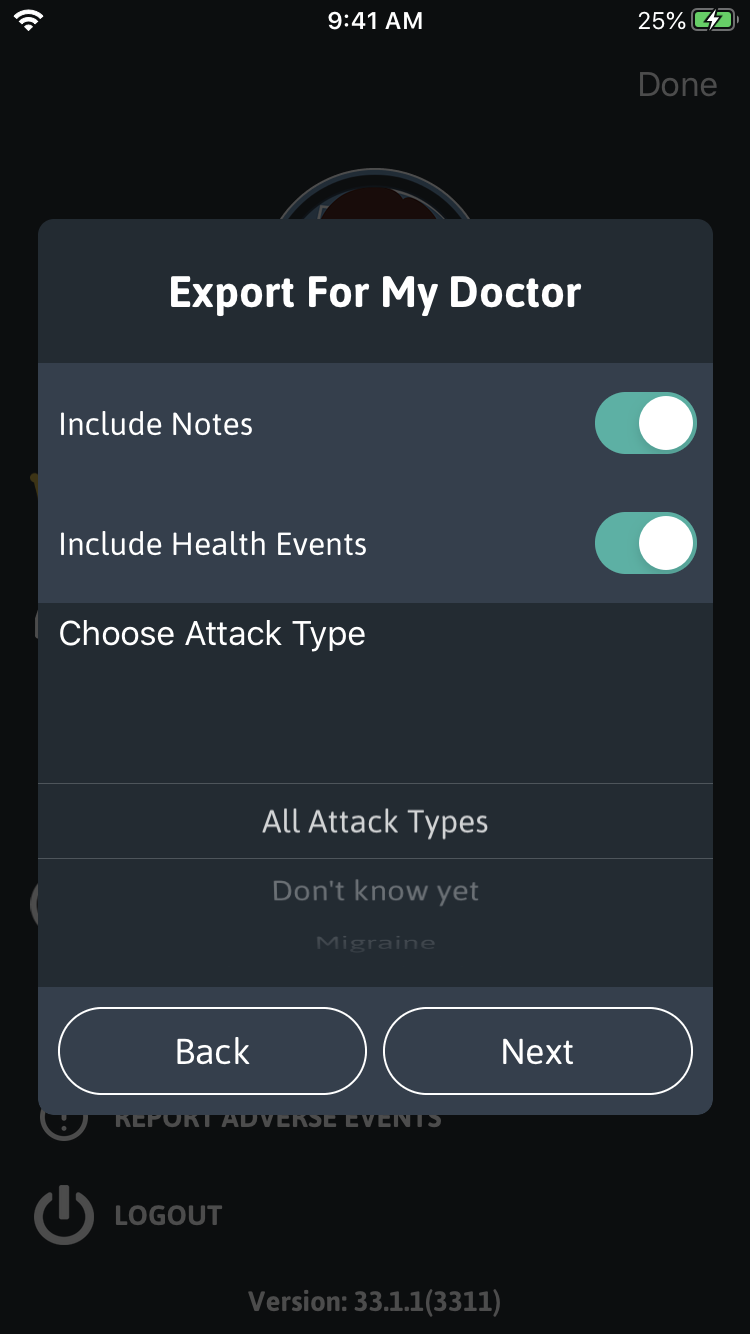 9:41 AM
25%
Done
Export For My Doctor
Include Notes
Include Health Events
Choose Attack Type
All Attack Types
Don't know yet
Migraine
Back
Next
REPORT ADVERSE EVENTS
LOGOUT
Version: 33.1.1(3311)